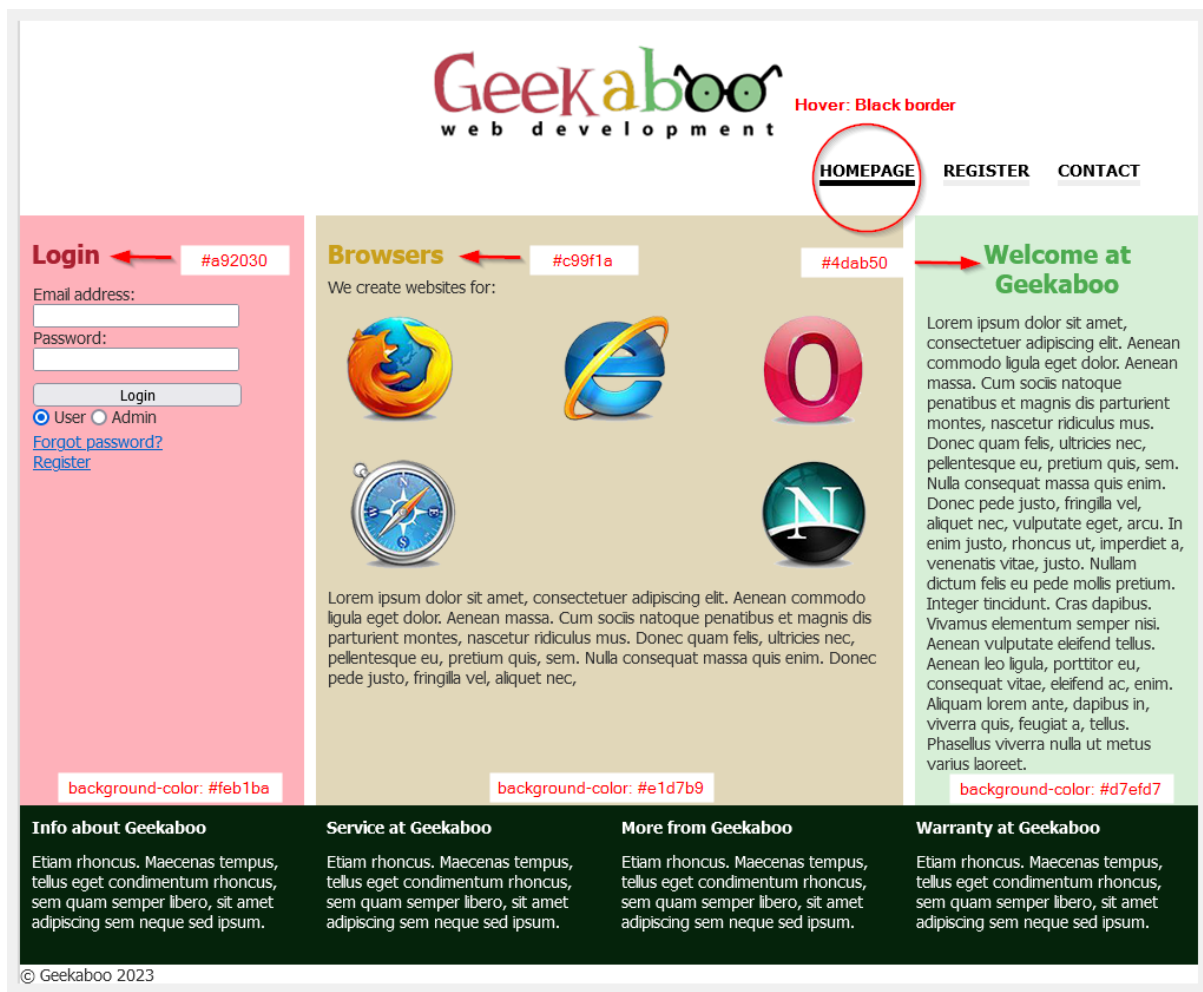 Geekaboo
web development
Hover: Black border
HOMEPAGE REGISTER CONTACT
Login
#a92030
Email address:
Password:
Login
User Admin
Forgot password?
Register
background-color: #feb1ba
Browsers
#c99f1a
We create websites for:
N
W E
S
N
Lorem ipsum dolor sit amet, consectetuer adipiscing elit. Aenean commodo
ligula eget dolor. Aenean massa. Cum sociis natoque penatibus et magnis dis
parturient montes, nascetur ridiculus mus. Donec quam felis, ultricies nec,
pellentesque eu, pretium quis, sem. Nulla consequat massa quis enim. Donec
pede justo, fringilla vel, aliquet nec,
background-color: #e1d7b9
#4dab50
Welcome at
Geekaboo
Lorem ipsum dolor sit amet,
consectetuer adipiscing elit. Aenean
commodo ligula eget dolor. Aenean
massa. Cum sociis natoque
penatibus et magnis dis parturient
montes, nascetur ridiculus mus.
Donec quam felis, ultricies nec,
pellentesque eu, pretium quis, sem.
Nulla consequat massa quis enim.
Donec pede justo, fringilla vel,
aliquet nec, vulputate eget, arcu. In
enim justo, rhoncus ut, imperdiet a,
venenatis vitae, justo. Nullam
dictum felis eu pede mollis pretium.
Integer tincidunt. Cras dapibus.
Vivamus elementum semper nisi.
Aenean vulputate eleifend tellus.
Aenean leo ligula, porttitor eu,
consequat vitae, eleifend ac, enim.
Aliquam lorem ante, dapibus in,
viverra quis, feugiat a, tellus.
Phasellus viverra nulla ut metus
varius laoreet.
background-color: #d7efd7
Info about Geekaboo
Etiam rhoncus. Maecenas tempus,
tellus eget condimentum rhoncus,
sem quam semper libero, sit amet
adipiscing sem neque sed ipsum.
Service at Geekaboo
Etiam rhoncus. Maecenas tempus,
tellus eget condimentum rhoncus,
sem quam semper libero, sit amet
adipiscing sem neque sed ipsum.
More from Geekaboo
Etiam rhoncus. Maecenas tempus,
tellus eget condimentum rhoncus,
sem quam semper libero, sit amet
adipiscing sem neque sed ipsum.
Warranty at Geekaboo
Etiam rhoncus. Maecenas tempus,
tellus eget condimentum rhoncus,
sem quam semper libero, sit amet
adipiscing sem neque sed ipsum.
© Geekaboo 2023